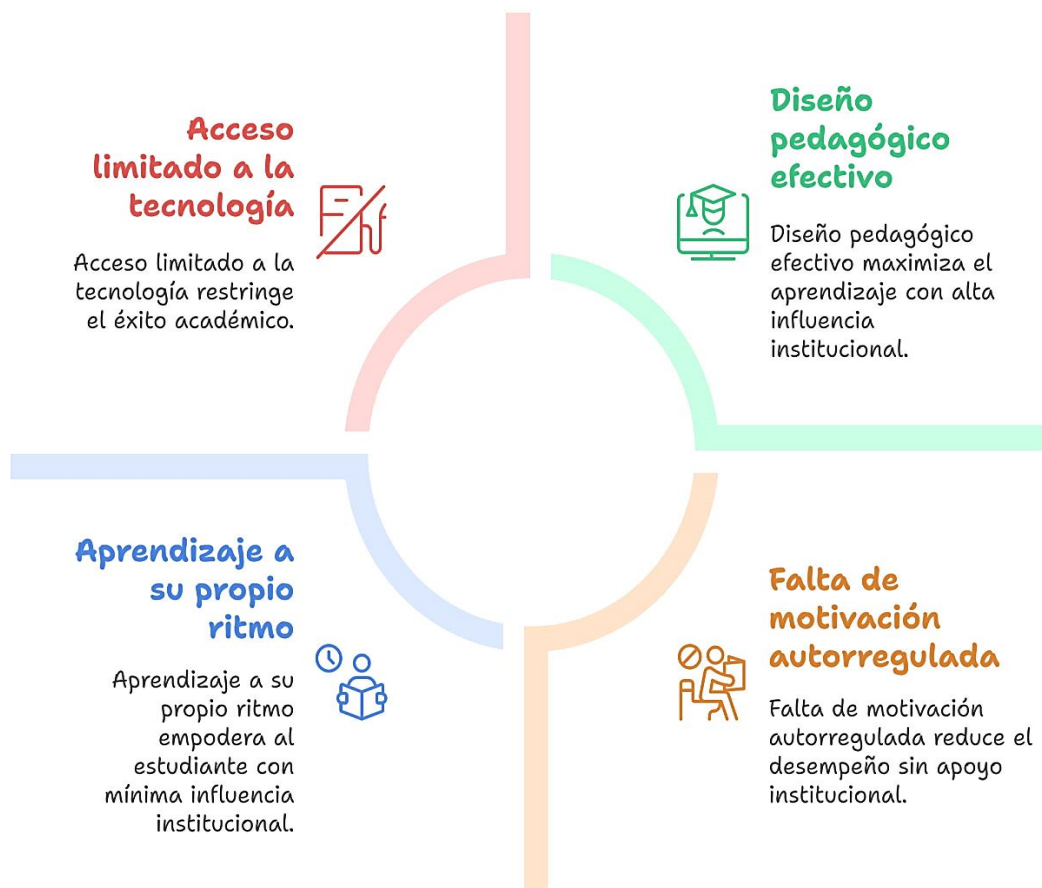 Acceso
limitado a la
tecnología
Acceso limitado a la
tecnología restringe
el éxito académico.
Diseño
pedagógico
efectivo
Diseño pedagógico
efectivo maximiza el
aprendizaje con alta
influencia
institucional.
Aprendizaje a
su propio
ritmo
Aprendizaje a su
propio ritmo
empodera al
estudiante con
mínima influencia
institucional.
Falta de
motivación
autorregulada
Falta de motivación
autorregulada reduce el
desempeño sin apoyo
institucional.